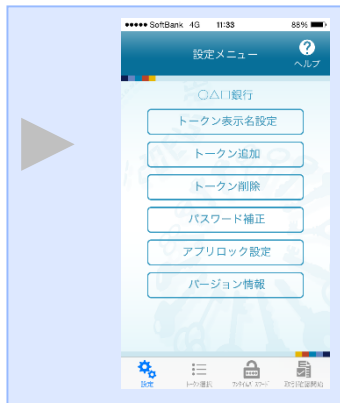 SoftBank 4G 11:33 88%
設定メニュー
?
ヘルプ
○△□銀行
トークン表示名設定
トークン追加
トークン削除
パスワード補正
アプリロック設定
バージョン情報
設定 トークン選択 ワンタイムパスワード 取引確認開始